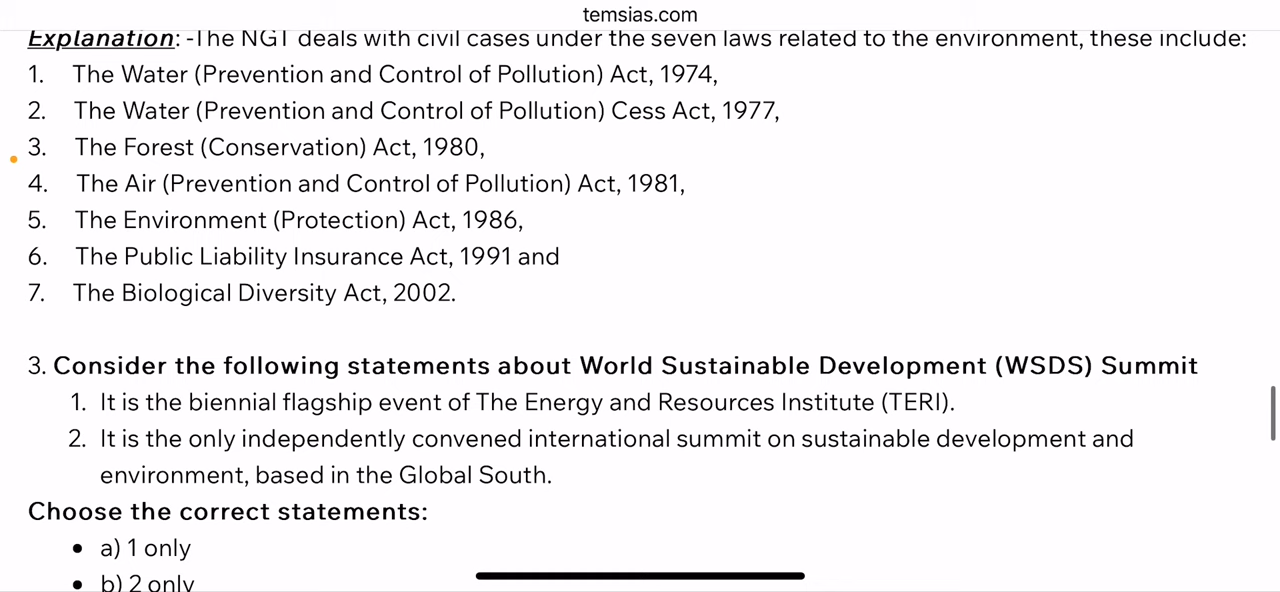 temsias.com
Explanation: -The NGT deals with civil cases under the seven laws related to the environment, these include:
1. The Water (Prevention and Control of Pollution) Act, 1974,
2. The Water (Prevention and Control of Pollution) Cess Act, 1977,
3. The Forest (Conservation) Act, 1980,
4. The Air (Prevention and Control of Pollution) Act, 1981,
5. The Environment (Protection) Act, 1986,
6. The Public Liability Insurance Act, 1991 and
7. The Biological Diversity Act, 2002.
3. Consider the following statements about World Sustainable Development (WSDS) Summit
1. It is the biennial flagship event of The Energy and Resources Institute (TERI).
2. It is the only independently convened international summit on sustainable development and
environment, based in the Global South.
Choose the correct statements:
• a) 1 only
• b) 2 only